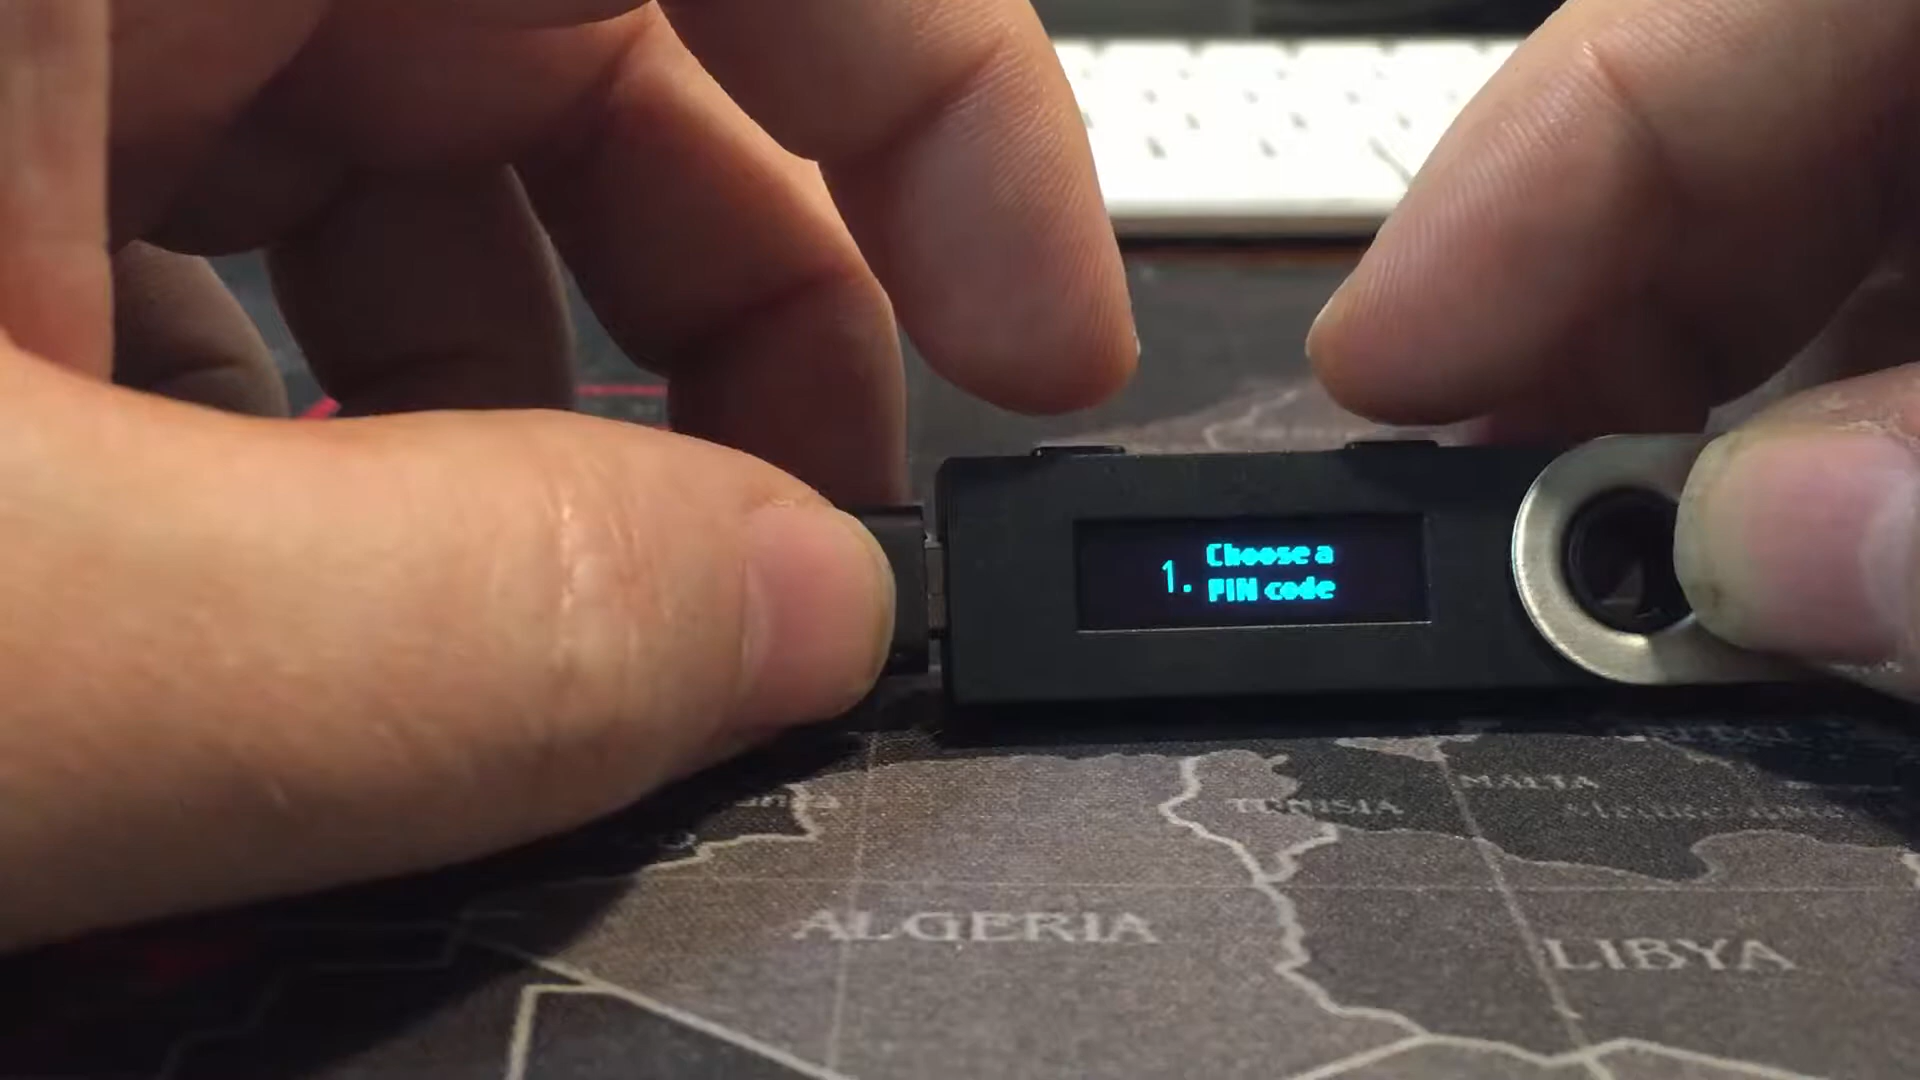 1. Choose a
PIN code
MALTA
TUNISIA
ALGERIA
LIBYA